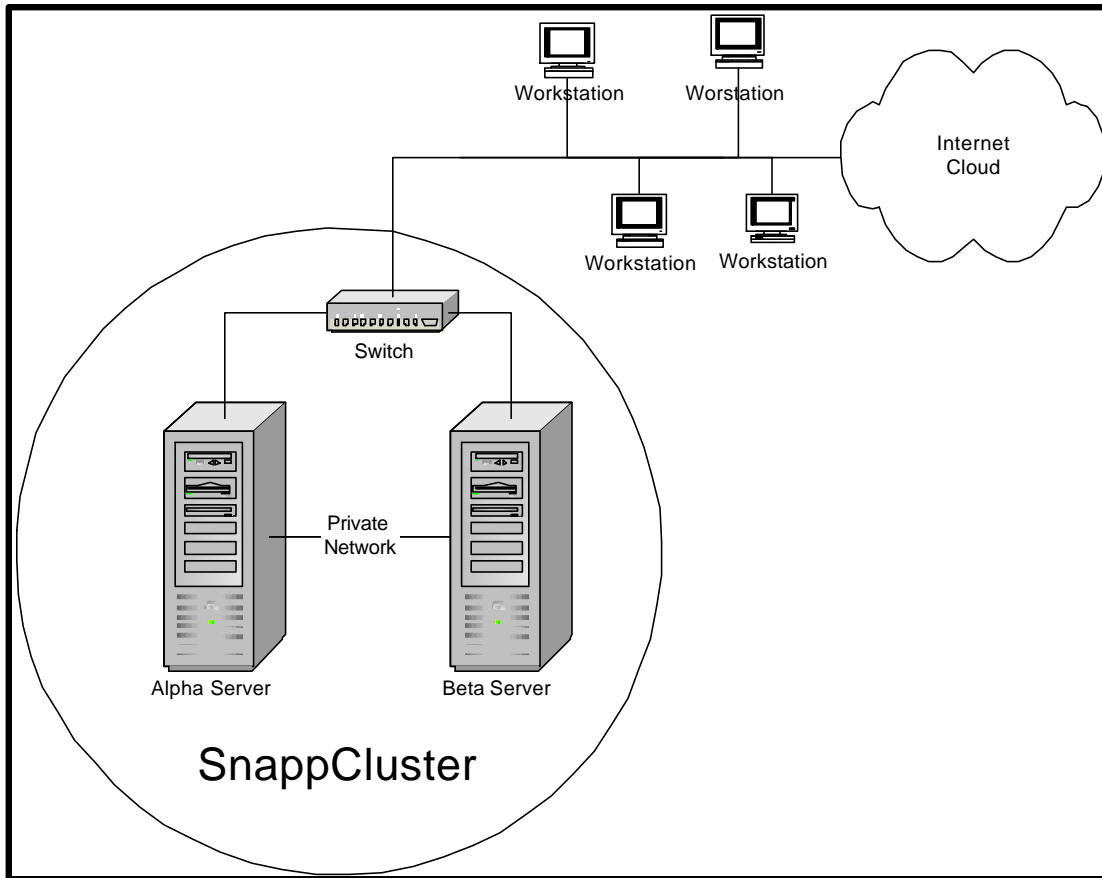 Workstation
Worstation
Internet
Cloud
Workstation
Workstation
Switch
Private
Network
Alpha Server
Beta Server
SnappCluster